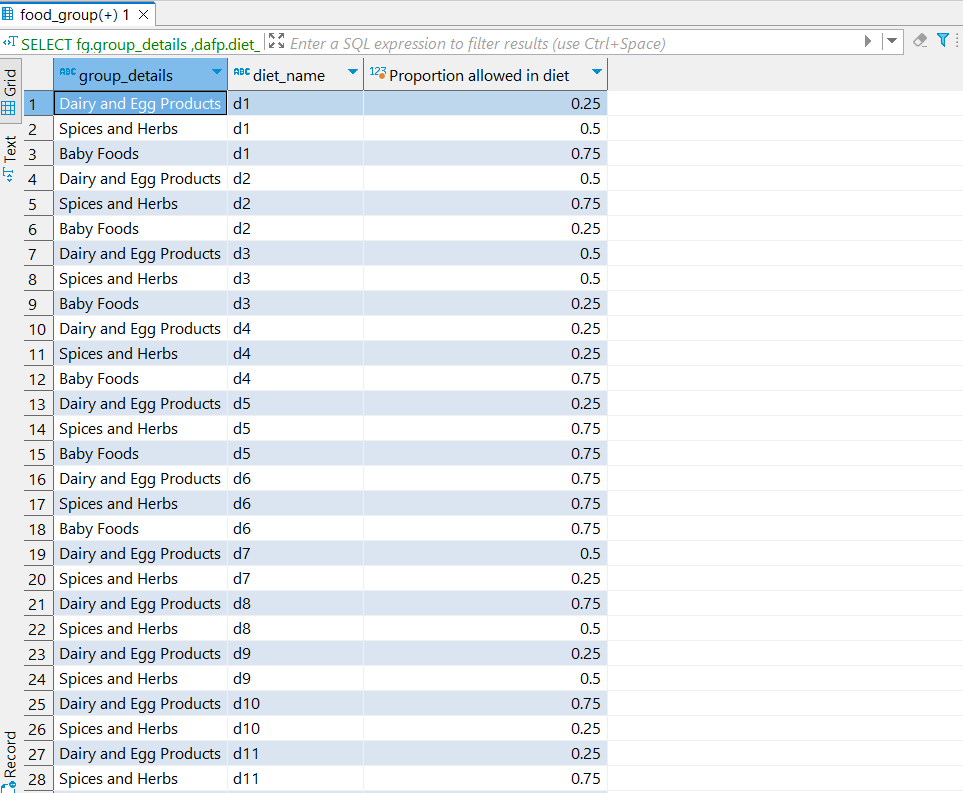 food_group(+) 1
SELECT fg.group_details ,dafp.diet_ Enter a SQL expression to filter results (use Ctrl+Space)
Grid
Text
Record
ABC group_details ABC diet_name 123 Proportion allowed in diet
1 Dairy and Egg Products d1 0.25
2 Spices and Herbs d1 0.5
3 Baby Foods d1 0.75
4 Dairy and Egg Products d2 0.5
5 Spices and Herbs d2 0.75
6 Baby Foods d2 0.25
7 Dairy and Egg Products d3 0.5
8 Spices and Herbs d3 0.5
9 Baby Foods d3 0.25
10 Dairy and Egg Products d4 0.25
11 Spices and Herbs d4 0.25
12 Baby Foods d4 0.75
13 Dairy and Egg Products d5 0.25
14 Spices and Herbs d5 0.75
15 Baby Foods d5 0.75
16 Dairy and Egg Products d6 0.75
17 Spices and Herbs d6 0.75
18 Baby Foods d6 0.75
19 Dairy and Egg Products d7 0.5
20 Spices and Herbs d7 0.25
21 Dairy and Egg Products d8 0.75
22 Spices and Herbs d8 0.5
23 Dairy and Egg Products d9 0.25
24 Spices and Herbs d9 0.5
25 Dairy and Egg Products d10 0.75
26 Spices and Herbs d10 0.25
27 Dairy and Egg Products d11 0.25
28 Spices and Herbs d11 0.75